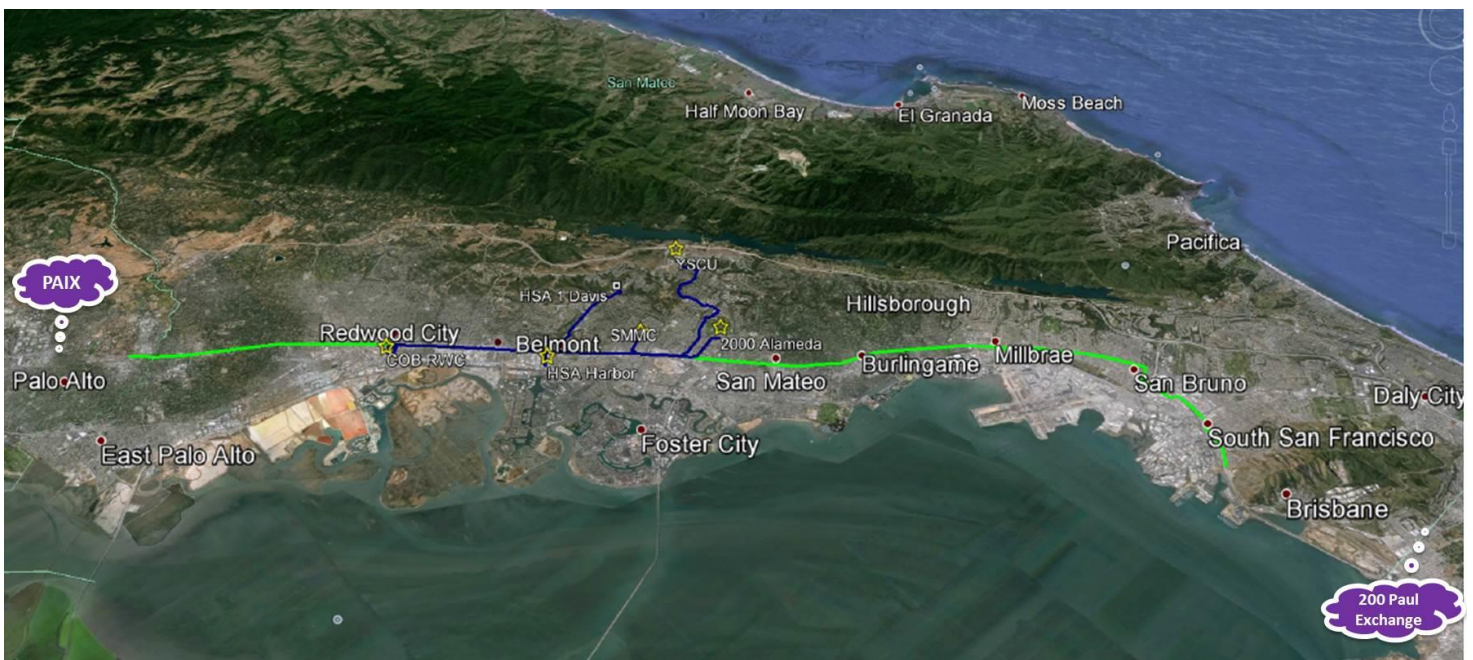 San Mateo
Half Moon Bay
El Granada
Moss Beach
Pacifica
PAIX
YSCU
HSA 1 Davis
Hillsborough
Redwood City
COB RWC
Belmont
SMMC
2000 Alameda
HSA Harbor
San Mateo
Burlingame
Millbrae
San Bruno
Palo Alto
Daly City
East Palo Alto
Foster City
South San Francisco
Brisbane
200 Paul
Exchange